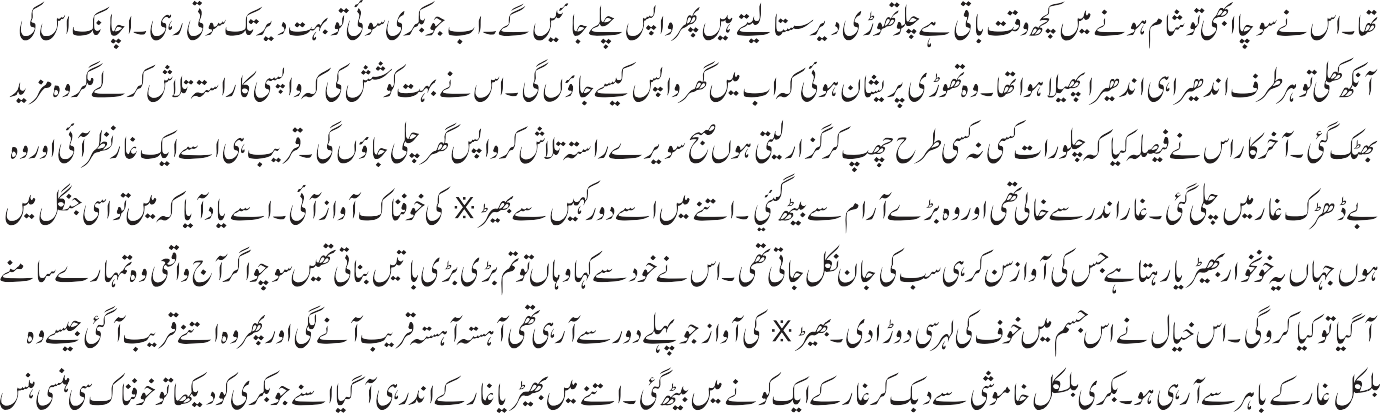 تھا۔اس نے سوچا ابھی تو شام ہونے میں کچھ وقت باقی ہے چلو تھوڑی دیر سستا لیتے ہیں پھر واپس چلے جائیں گے۔اب جو بکری سوئی تو بہت دیر تک سوتی رہی۔اچانک اس کی
آنکھ کھلی تو ہر طرف اندھیرا ہی اندھیرا پھیلا ہوا تھا۔وہ تھوڑی پریشان ہوئی کہ اب میں گھر واپس کیسے جاؤں گی۔اس نے بہت کوشش کی کہ واپسی کا راستہ تلاش کر لے مگر وہ مزید
بھٹک گئی۔آخر کار اس نے فیصلہ کیا کہ چلو رات کسی نہ کسی طرح چھپ کر گزار لیتی ہوں صبح سویرے راستہ تلاش کر واپس گھر چلی جاؤں گی۔قریب ہی اسے ایک غار نظر آئی اور وہ
بے ڈھڑک غار میں چلی گئی۔غار اندر سے خالی تھی اور وہ بڑے آرام سے بیٹھ گئی۔اتنے میں اسے دور کہیں سے بھیڑ کی خوفناک آواز آئی۔اسے یاد آیا کہ میں تو اسی جنگل میں
ہوں جہاں یہ خونخوار بھیڑیا رہتا ہے جس کی آواز سن کر ہی سب کی جان نکل جاتی تھی۔اس نے خود سے کہا وہاں تو تم بڑی بڑی باتیں بناتی تھیں سوچو اگر آج واقعی وہ تمہارے سامنے
آ گیا تو کیا کرو گی۔اس خیال نے اس جسم میں خوف کی لہر سی دوڑا دی۔بھیڑ کی آواز جو پہلے دور سے آ رہی تھی آہستہ آہستہ قریب آنے لگی اور پھر وہ اتنے قریب آ گئی جیسے وہ
بلکل غار کے باہر سے آ رہی ہو۔بکری بلکل خاموشی سے دبک کر غار کے ایک کونے میں بیٹھ گئی۔اتنے میں بھیڑیا غار کے اندر ہی آ گیا اسنے جو بکری کو دیکھا تو خوفناک سی ہنسی ہنس